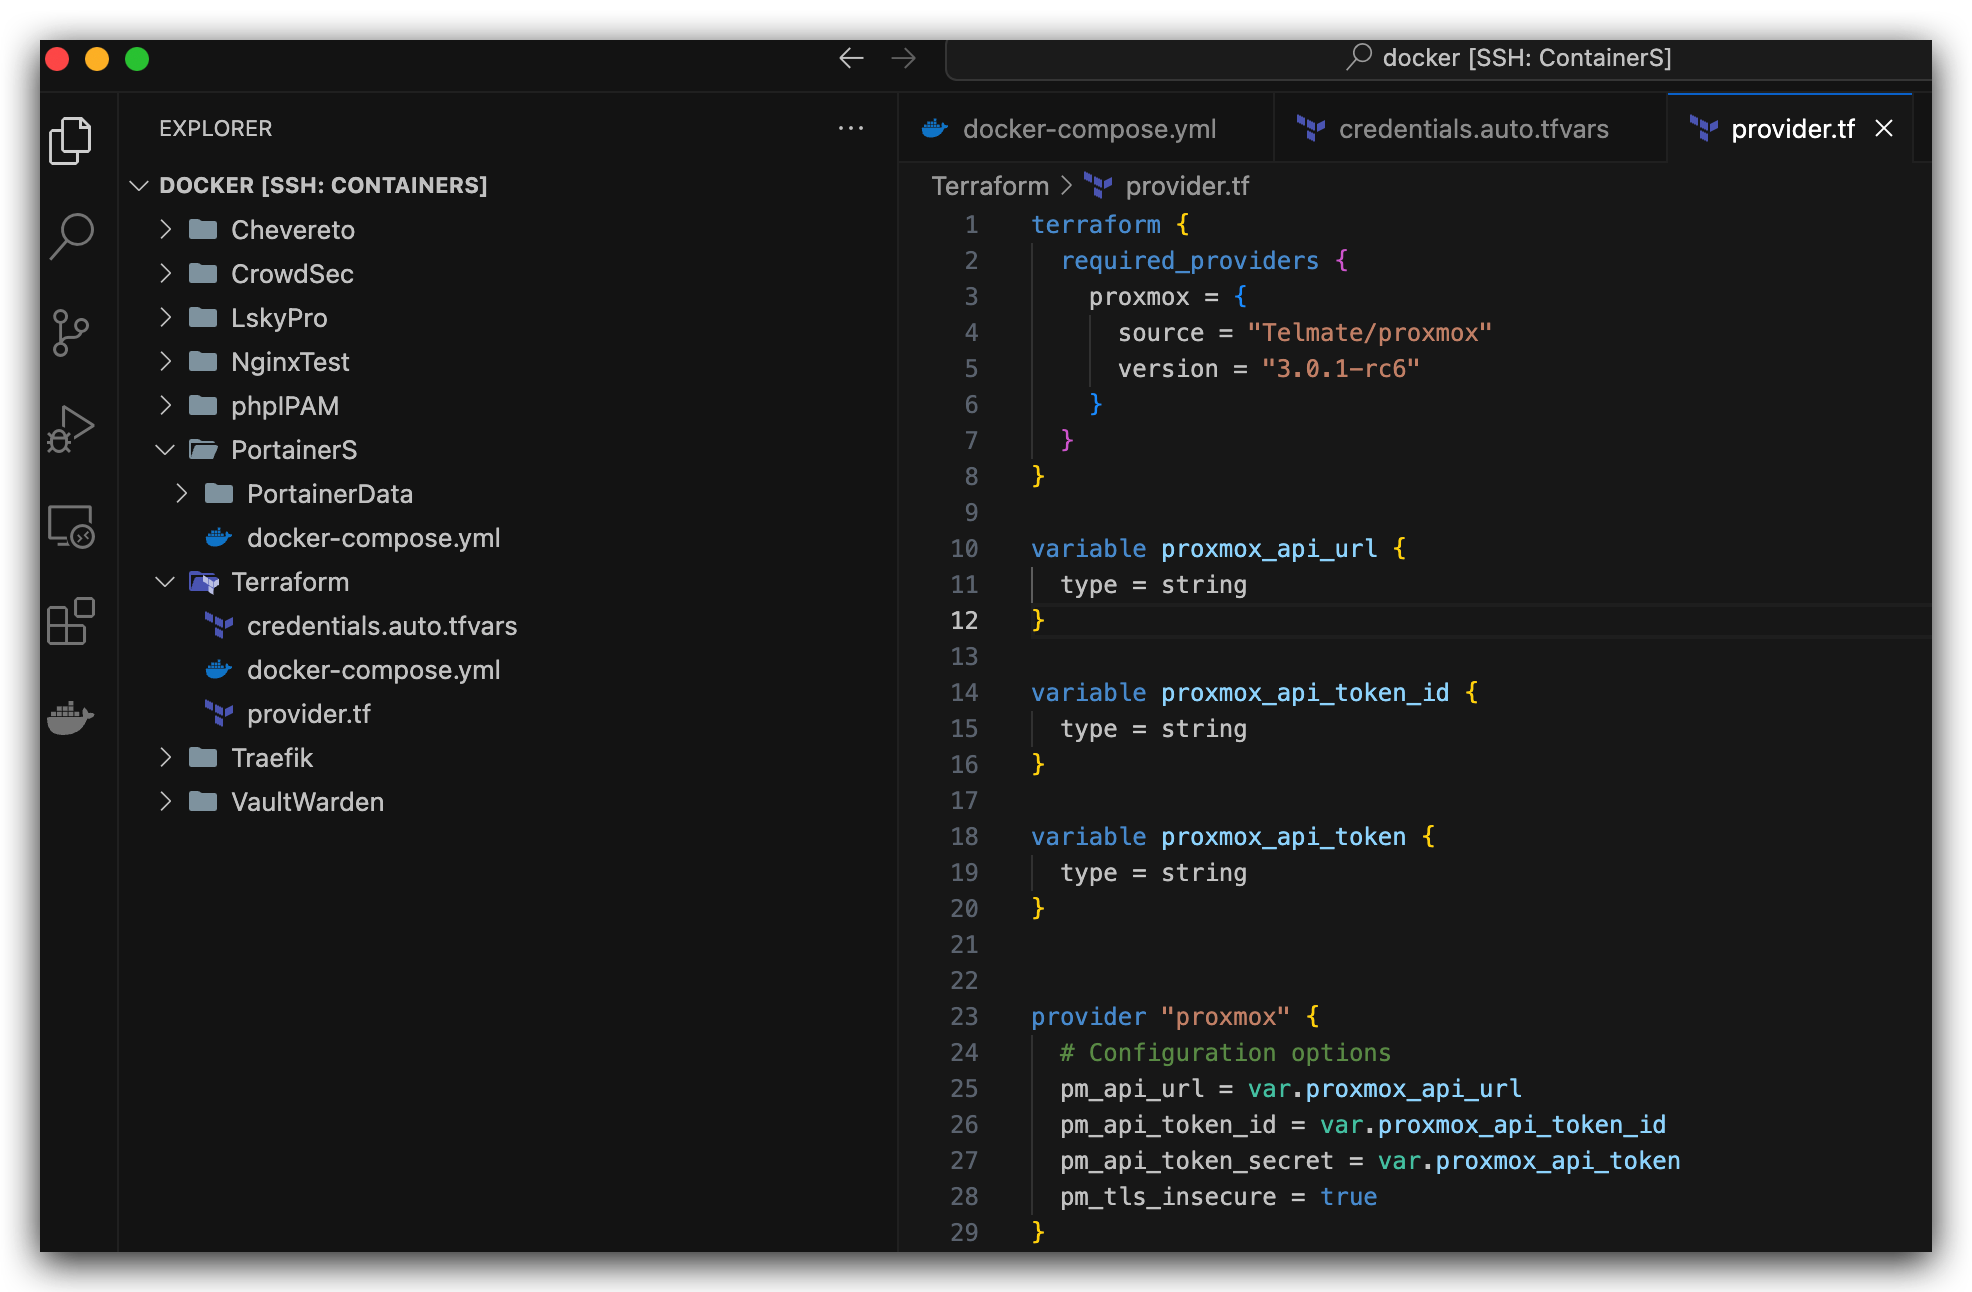 docker [SSH: ContainerS]
EXPLORER
DOCKER [SSH: CONTAINERS]
Chevereto
CrowdSec
LskyPro
NginxTest
phpIPAM
PortainerS
PortainerData
docker-compose.yml
Terraform
credentials.auto.tfvars
docker-compose.yml
provider.tf
Traefik
VaultWarden
docker-compose.yml credentials.auto.tfvars provider.tf
Terraform > provider.tf
1 terraform {
2   required_providers {
3     proxmox = {
4       source = "Telmate/proxmox"
5       version = "3.0.1-rc6"
6     }
7   }
8 }
9
10 variable proxmox_api_url {
11   type = string
12 }
13
14 variable proxmox_api_token_id {
15   type = string
16 }
17
18 variable proxmox_api_token {
19   type = string
20 }
21
22
23 provider "proxmox" {
24   # Configuration options
25   pm_api_url = var.proxmox_api_url
26   pm_api_token_id = var.proxmox_api_token_id
27   pm_api_token_secret = var.proxmox_api_token
28   pm_tls_insecure = true
29 }